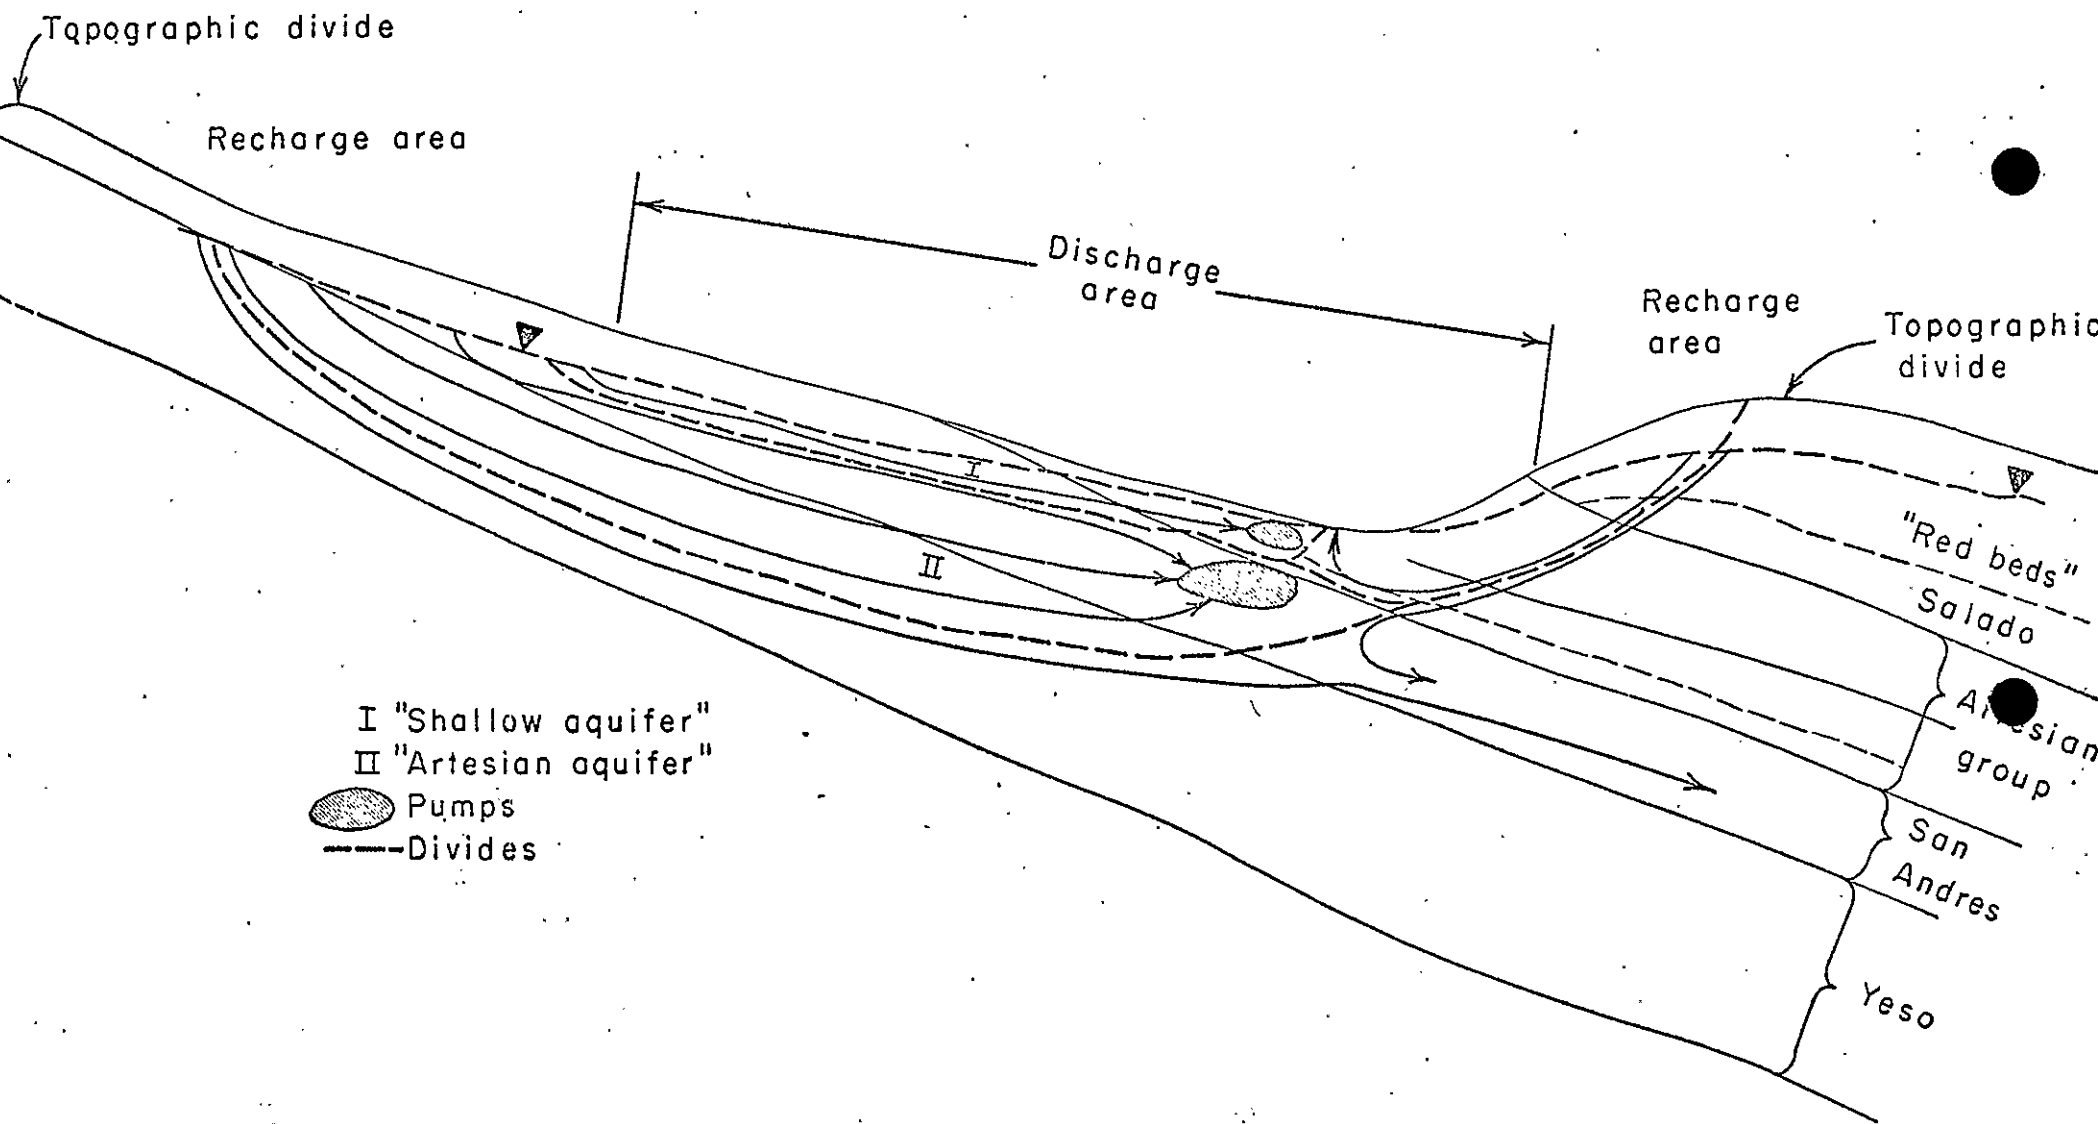 Topographic divide
Recharge area
Discharge
area
Recharge
area
Topographic
divide
I
II
"Red beds"
Salado
Artesian
group
San
Andres
Yeso
I "Shallow aquifer"
II "Artesian aquifer"
Pumps
Divides